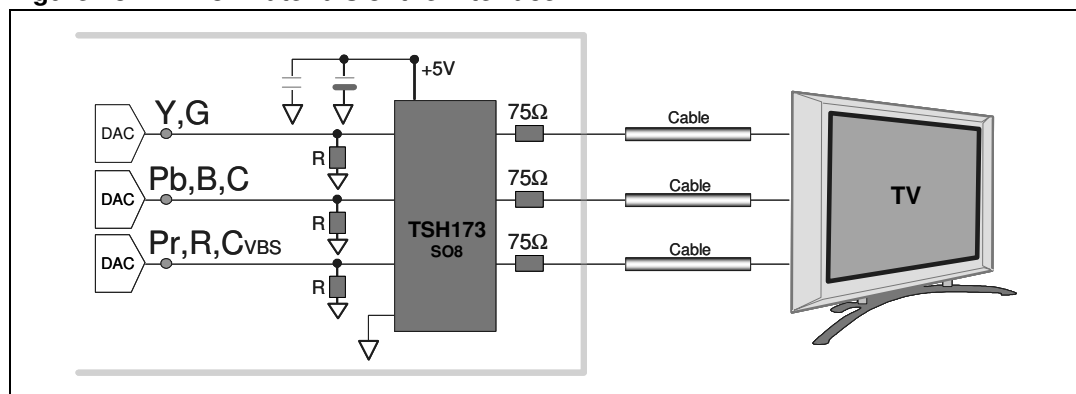 +5V
DAC
Y,G
R
75Ω
Cable
DAC
Pb,B,C
R
75Ω
Cable
TV
TSH173
SO8
DAC
Pr,R,CVBS
R
75Ω
Cable